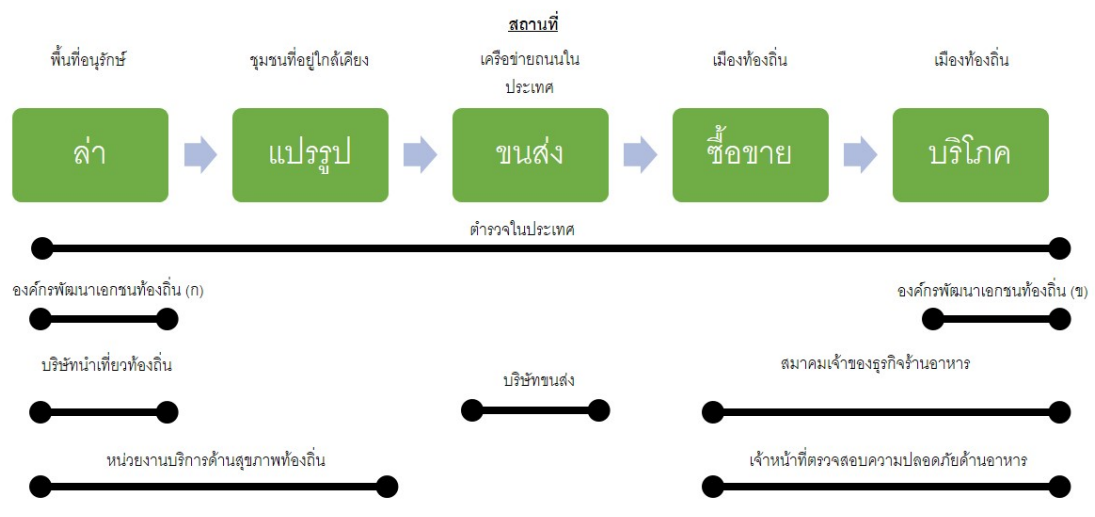 สถานที่
พื้นที่อนุรักษ์
ชุมชนที่อยู่ใกล้เคียง
เครือข่ายถนนใน
ประเทศ
เมืองท้องถิ่น
เมืองท้องถิ่น
ล่า
แปรรูป
ขนส่ง
ซื้อขาย
บริโภค
ตำรวจในประเทศ
องค์กรพัฒนาเอกชนท้องถิ่น (ก)
องค์กรพัฒนาเอกชนท้องถิ่น (ข)
บริษัทนำเที่ยวท้องถิ่น
บริษัทขนส่ง
สมาคมเจ้าของธุรกิจร้านอาหาร
หน่วยงานบริการด้านสุขภาพท้องถิ่น
เจ้าหน้าที่ตรวจสอบความปลอดภัยด้านอาหาร